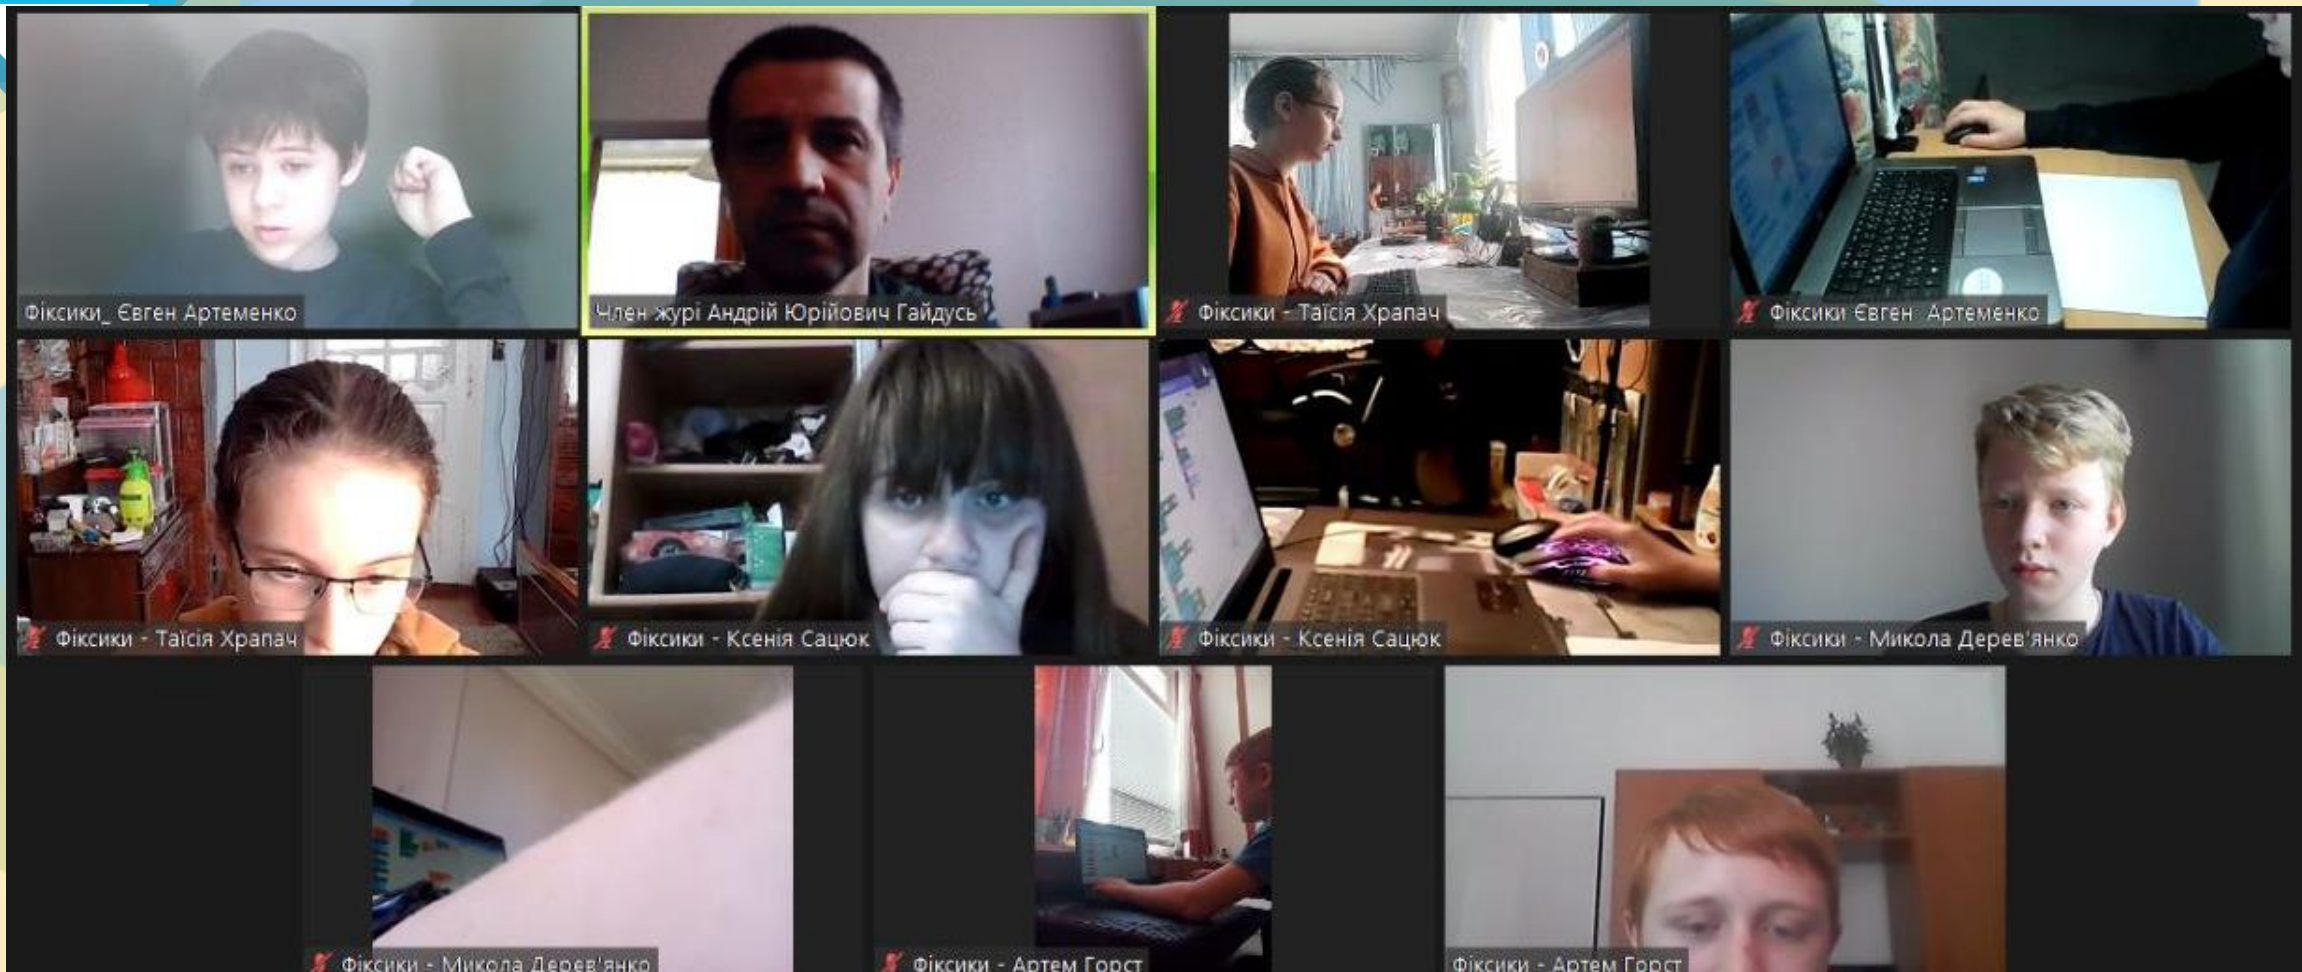 Фіксики_ Євген Артеменко
Член журі Андрій Юрійович Гайдусь
Фіксики - Таїсія Храпач
Фіксики Євген Артеменко
Фіксики - Таїсія Храпач
Фіксики - Ксенія Сацюк
Фіксики - Ксенія Сацюк
Фіксики - Микола Дерев'янко
Фіксики - Микола Дерев'янко
Фіксики - Артем Горст
Фіксики - Артем Горст